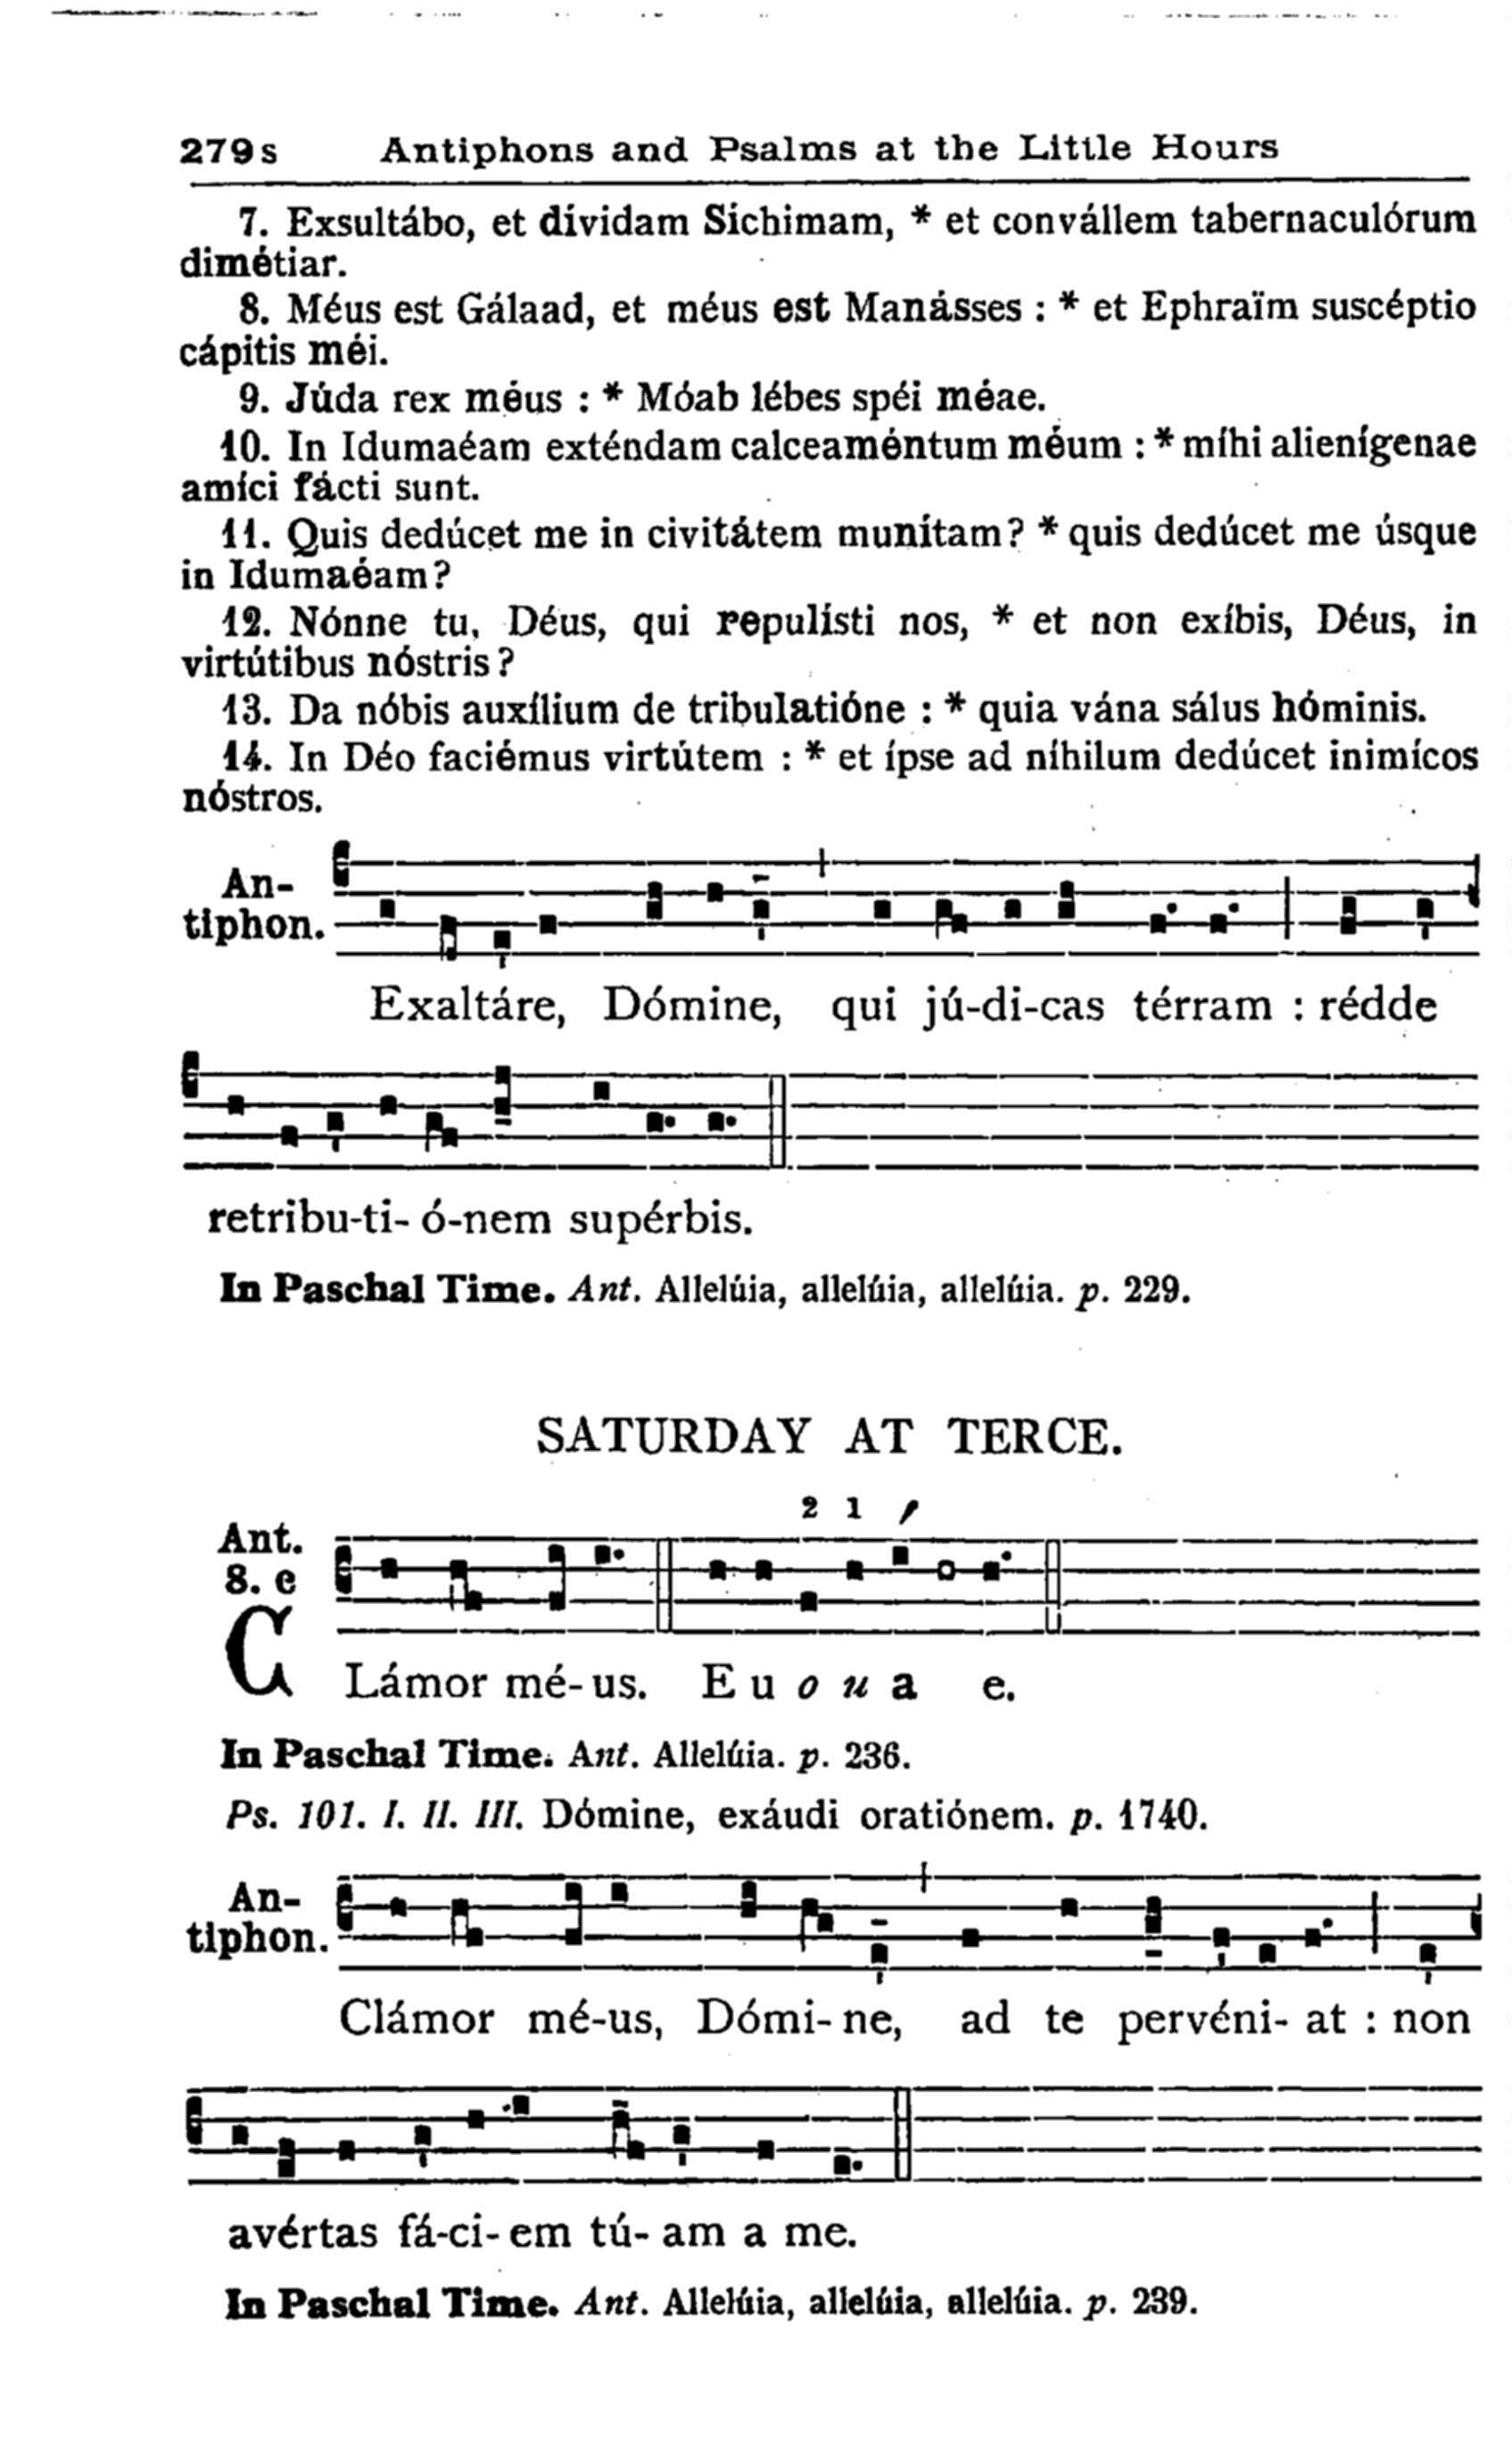 279s Antiphons and Psalms at the Little Hours
7. Exsultábo, et dívidam Síchimam, * et convállem tabernaculórum
dimétiar.
8. Méus est Gálaad, et méus est Manásses : * et Ephraïm suscéptio
cápitis méi.
9. Júda rex méus : * Móab lébes spéi méae.
10. In Idumaéam exténdam calceaméntum méum : * míhi alienígenae
amíci fácti sunt.
11. Quis dedúcet me in civitátem munítam? * quis dedúcet me úsque
in Idumaéam?
12. Nónne tu, Déus, qui repulísti nos, * et non exíbis, Déus, in
virtútibus nóstris?
13. Da nóbis auxílium de tribulatióne : * quia vána sálus hóminis.
14. In Déo faciémus virtútem : * et ípse ad níhilum dedúcet inimícos
nóstros.
An-
tiphon.
Exaltáre, Dómine, qui jú-di-cas térram : rédde
retribu-ti- ó-nem supérbis.
In Paschal Time. Ant. Allelúia, allelúia, allelúia. p. 229.
SATURDAY AT TERCE.
2 1
Ant.
8. c
CLámor mé- us. E u o u a e.
In Paschal Time. Ant. Allelúia. p. 236.
Ps. 101. I. II. III. Dómine, exáudi oratiónem. p. 1740.
An-
tiphon.
Clámor mé-us, Dómi- ne, ad te pervéni- at : non
avértas fá-ci- em tú- am a me.
In Paschal Time. Ant. Allelúia, allelúia, allelúia. p. 239.